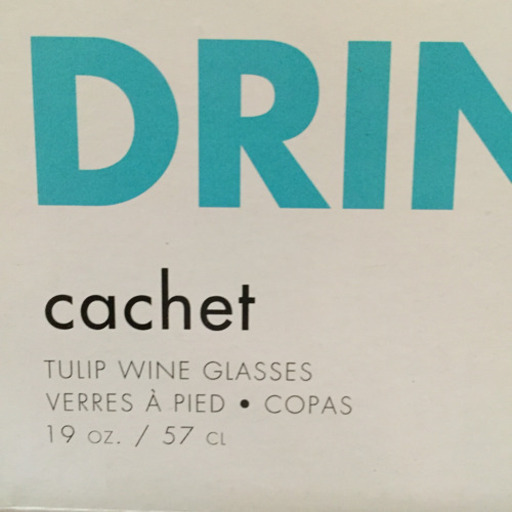 DRIN
cachet
TULIP WINE GLASSES
VERRES À PIED • COPAS
19 OZ. / 57 CL